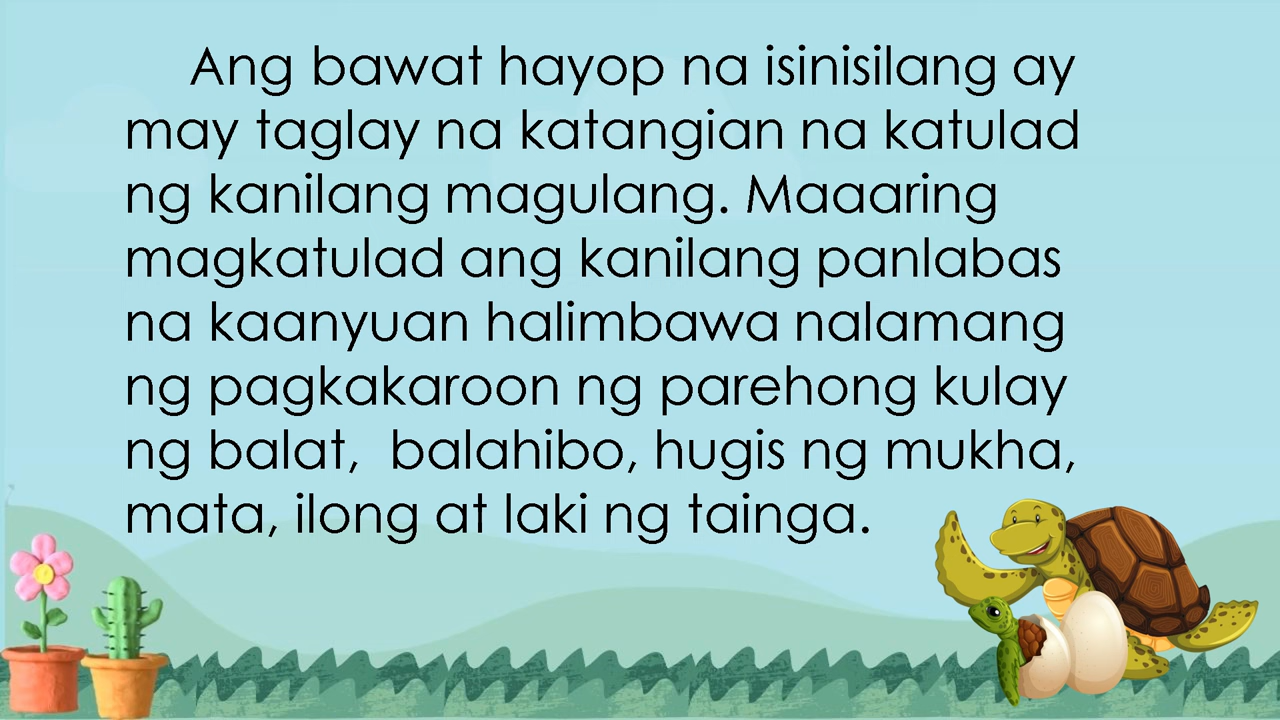 Ang bawat hayop na isinisilang ay
may taglay na katangian na katulad
ng kanilang magulang. Maaaring
magkatulad ang kanilang panlabas
na kaanyuan halimbawa nalamang
ng pagkakaroon ng parehong kulay
ng balat,  balahibo, hugis ng mukha,
mata, ilong at laki ng tainga.